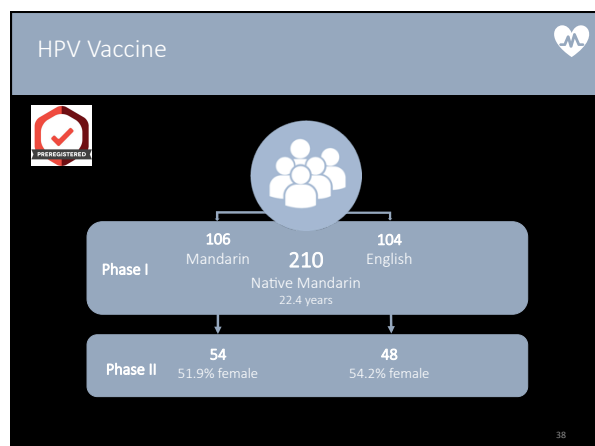 HPV Vaccine
PREREGISTERED
Phase I
106
Mandarin
210
Native Mandarin
22.4 years
104
English
Phase II
54
51.9% female
48
54.2% female
38